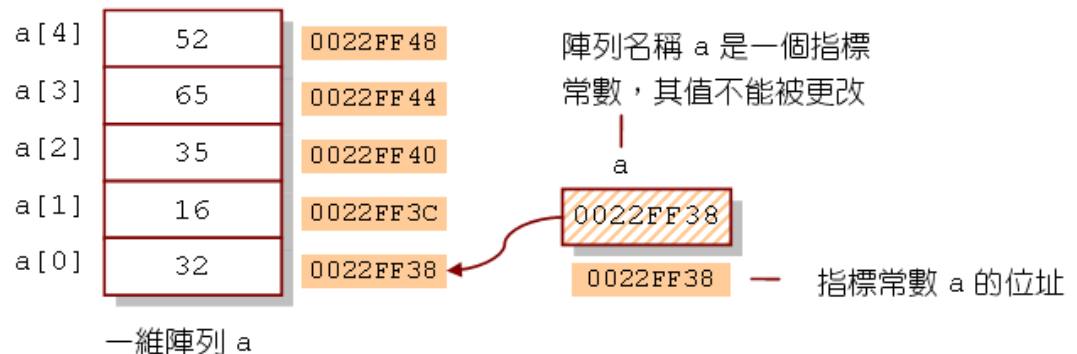 a[4] 52 0022FF48
a[3] 65 0022FF44
a[2] 35 0022FF40
a[1] 16 0022FF3C
a[0] 32 0022FF38
一維陣列 a
陣列名稱 a 是一個指標
常數，其值不能被更改
a
0022FF38
0022FF38 — 指標常數 a 的位址